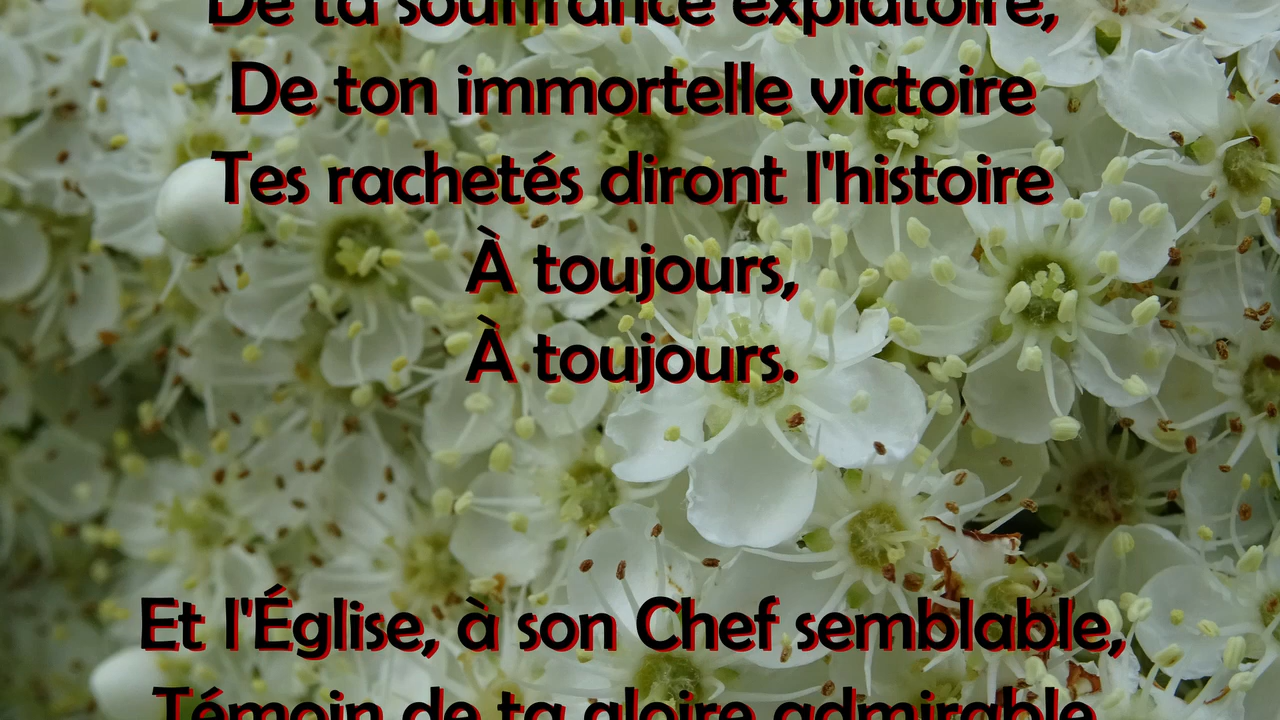 De ta souffrance expiatoire,
De ton immortelle victoire
Tes rachetés diront l'histoire
À toujours,
À toujours.
Et l'Église, à son Chef semblable,
Témoin de ta gloire admirable